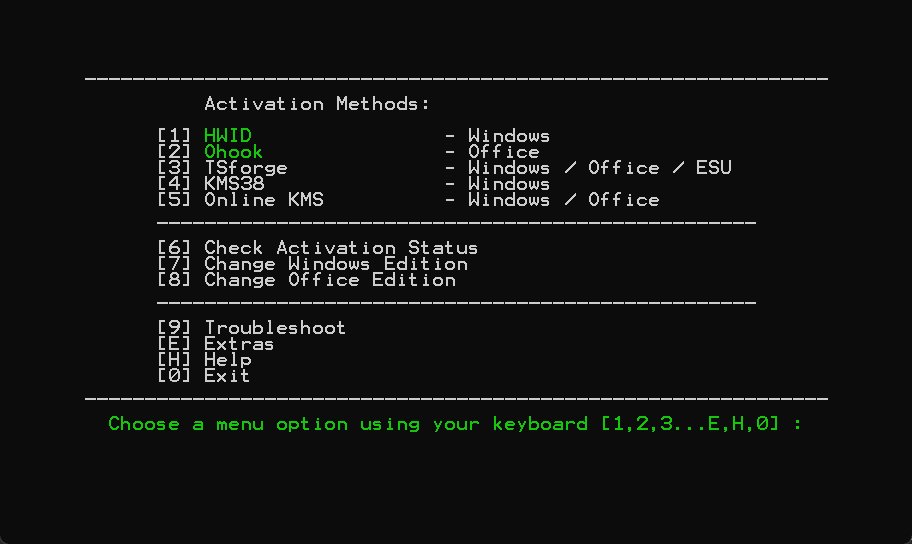 Activation Methods:
[1] HWID - Windows
[2] Ohook - Office
[3] TSforge - Windows / Office / ESU
[4] KMS38 - Windows
[5] Online KMS - Windows / Office
[6] Check Activation Status
[7] Change Windows Edition
[8] Change Office Edition
[9] Troubleshoot
[E] Extras
[H] Help
[0] Exit
Choose a menu option using your keyboard [1,2,3...E,H,0] :